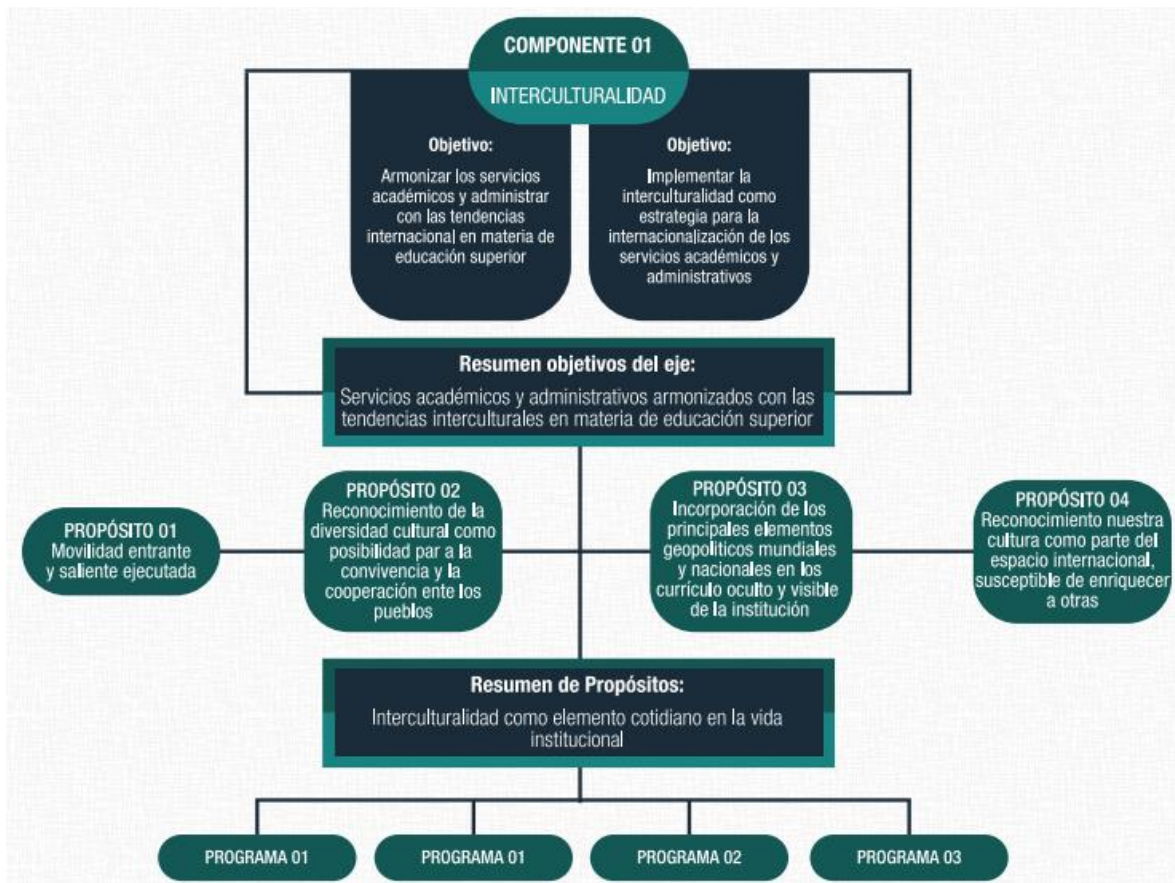 COMPONENTE 01
INTERCULTURALIDAD
Objetivo:
Armonizar los servicios
académicos y administrar
con las tendencias
internacional en materia de
educación superior
Objetivo:
Implementar la
interculturalidad como
estrategia para la
internacionalización de los
servicios académicos y
administrativos
Resumen objetivos del eje:
Servicios académicos y administrativos armonizados con las
tendencias interculturales en materia de educación superior
PROPÓSITO 01
Movilidad entrante
y saliente ejecutada
PROPÓSITO 02
Reconocimiento de la
diversidad cultural como
posibilidad par a la
convivencia y la
cooperación ente los
pueblos
PROPÓSITO 03
Incorporación de los
principales elementos
geopoliticos mundiales
y nacionales en los
currículo oculto y visible
de la institución
PROPÓSITO 04
Reconocimiento nuestra
cultura como parte del
espacio internacional,
susceptible de enriquecer
a otras
Resumen de Propósitos:
Interculturalidad como elemento cotidiano en la vida
institucional
PROGRAMA 01
PROGRAMA 01
PROGRAMA 02
PROGRAMA 03